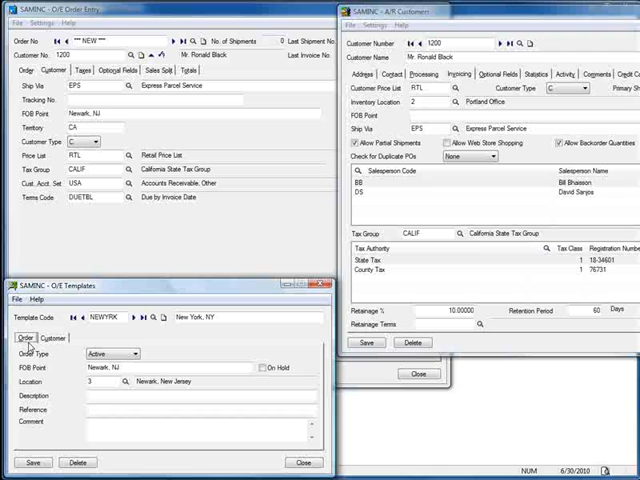 SAMINC - O/E Order Entry
File Settings Help
Order No *** NEW *** No. of Shipments 0 Last Shipment No.
Customer No. 1200 Mr. Ronald Black Last Invoice No.
Order Customer Taxes Optional Fields Sales Split Totals
Ship Via EPS Express Parcel Service
Tracking No.
FOB Point Newark, NJ
Territory CA
Customer Type C
Price List RTL Retail Price List
Tax Group CALIF California State Tax Group
Cust. Acct. Set USA Accounts Receivable, Other
Terms Code DUETBL Due by Invoice Date
SAMINC - A/R Customers
File Settings Help
Customer Number 1200
Customer Name Mr. Ronald Black
Address Contact Processing Invoicing Optional Fields Statistics Activity Comments Credit
Customer Price List RTL Customer Type C Primary
Inventory Location 2 Portland Office
FOB Point
Ship Via EPS Express Parcel Service
Allow Partial Shipments Allow Web Store Shopping Allow Backorder Quantities
Check for Duplicate POs None
Salesperson Code Salesperson Name
BB Bill Bhaisson
DS David Sanjos
Tax Group CALIF California State Tax Group
Tax Authority Tax Class Registration Number
State Tax 1 18-34601
County Tax 1 76731
Retainage % 10.00000 Retention Period 60 Days
Retainage Terms
Save Delete
Close
SAMINC - O/E Templates
File Help
Template Code NEWYRK New York, NY
Order Customer
Order Type Active
FOB Point Newark, NJ On Hold
Location 3 Newark, New Jersey
Description
Reference
Comment
Save Delete Close
NUM 6/30/2010